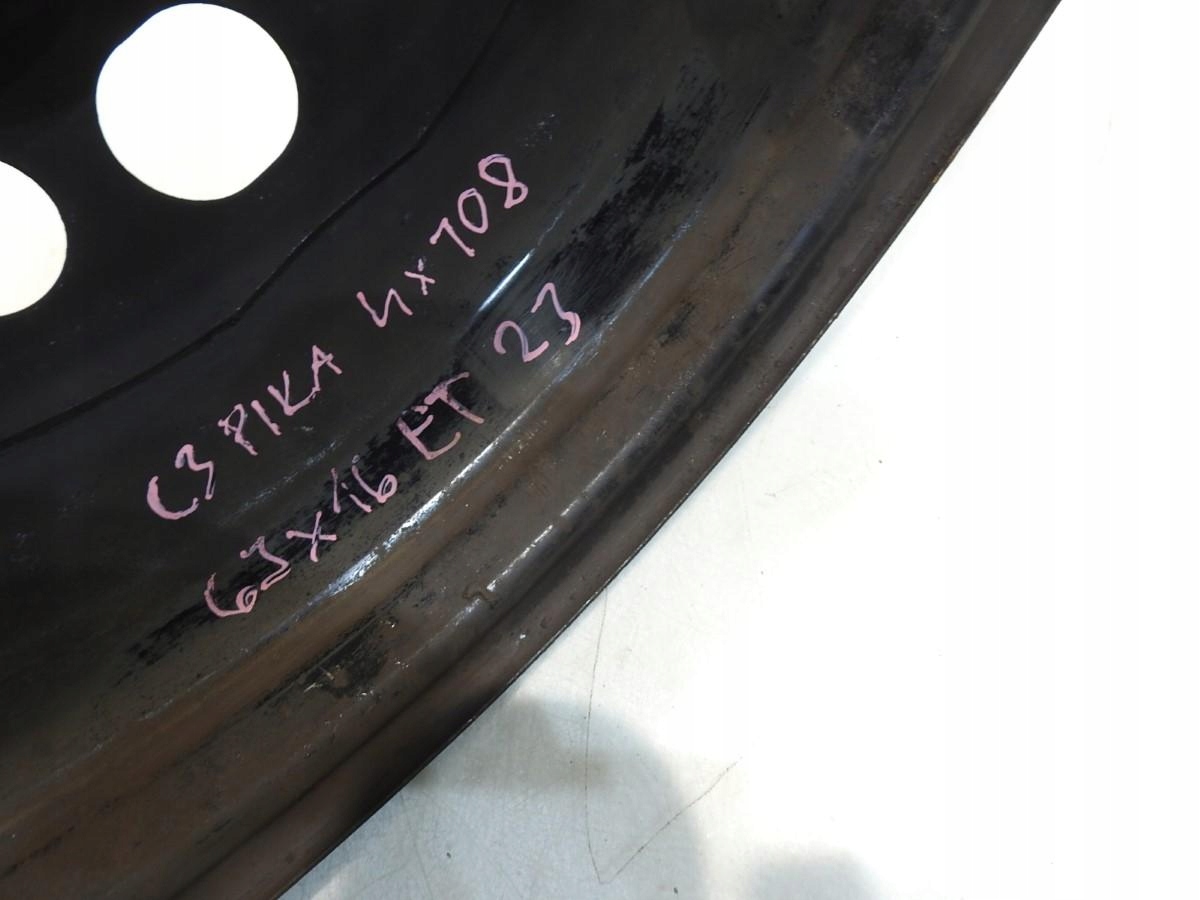 C3 PIKA 4x108
6Jx16 ET 23